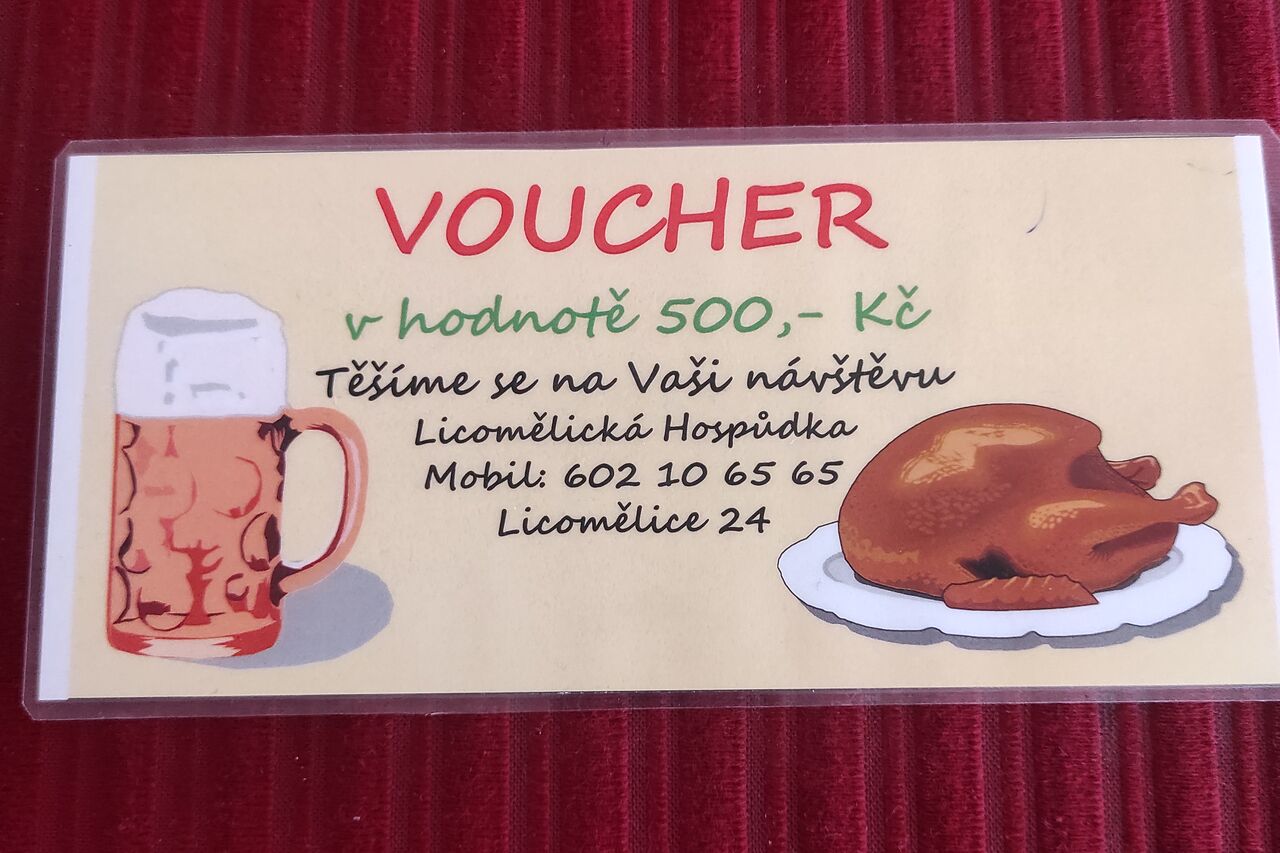 VOUCHER
v hodnotě 500,- Kč
Těšíme se na Vaši návštěvu
Licomělická Hospůdka
Mobil: 602 10 65 65
Licomělice 24